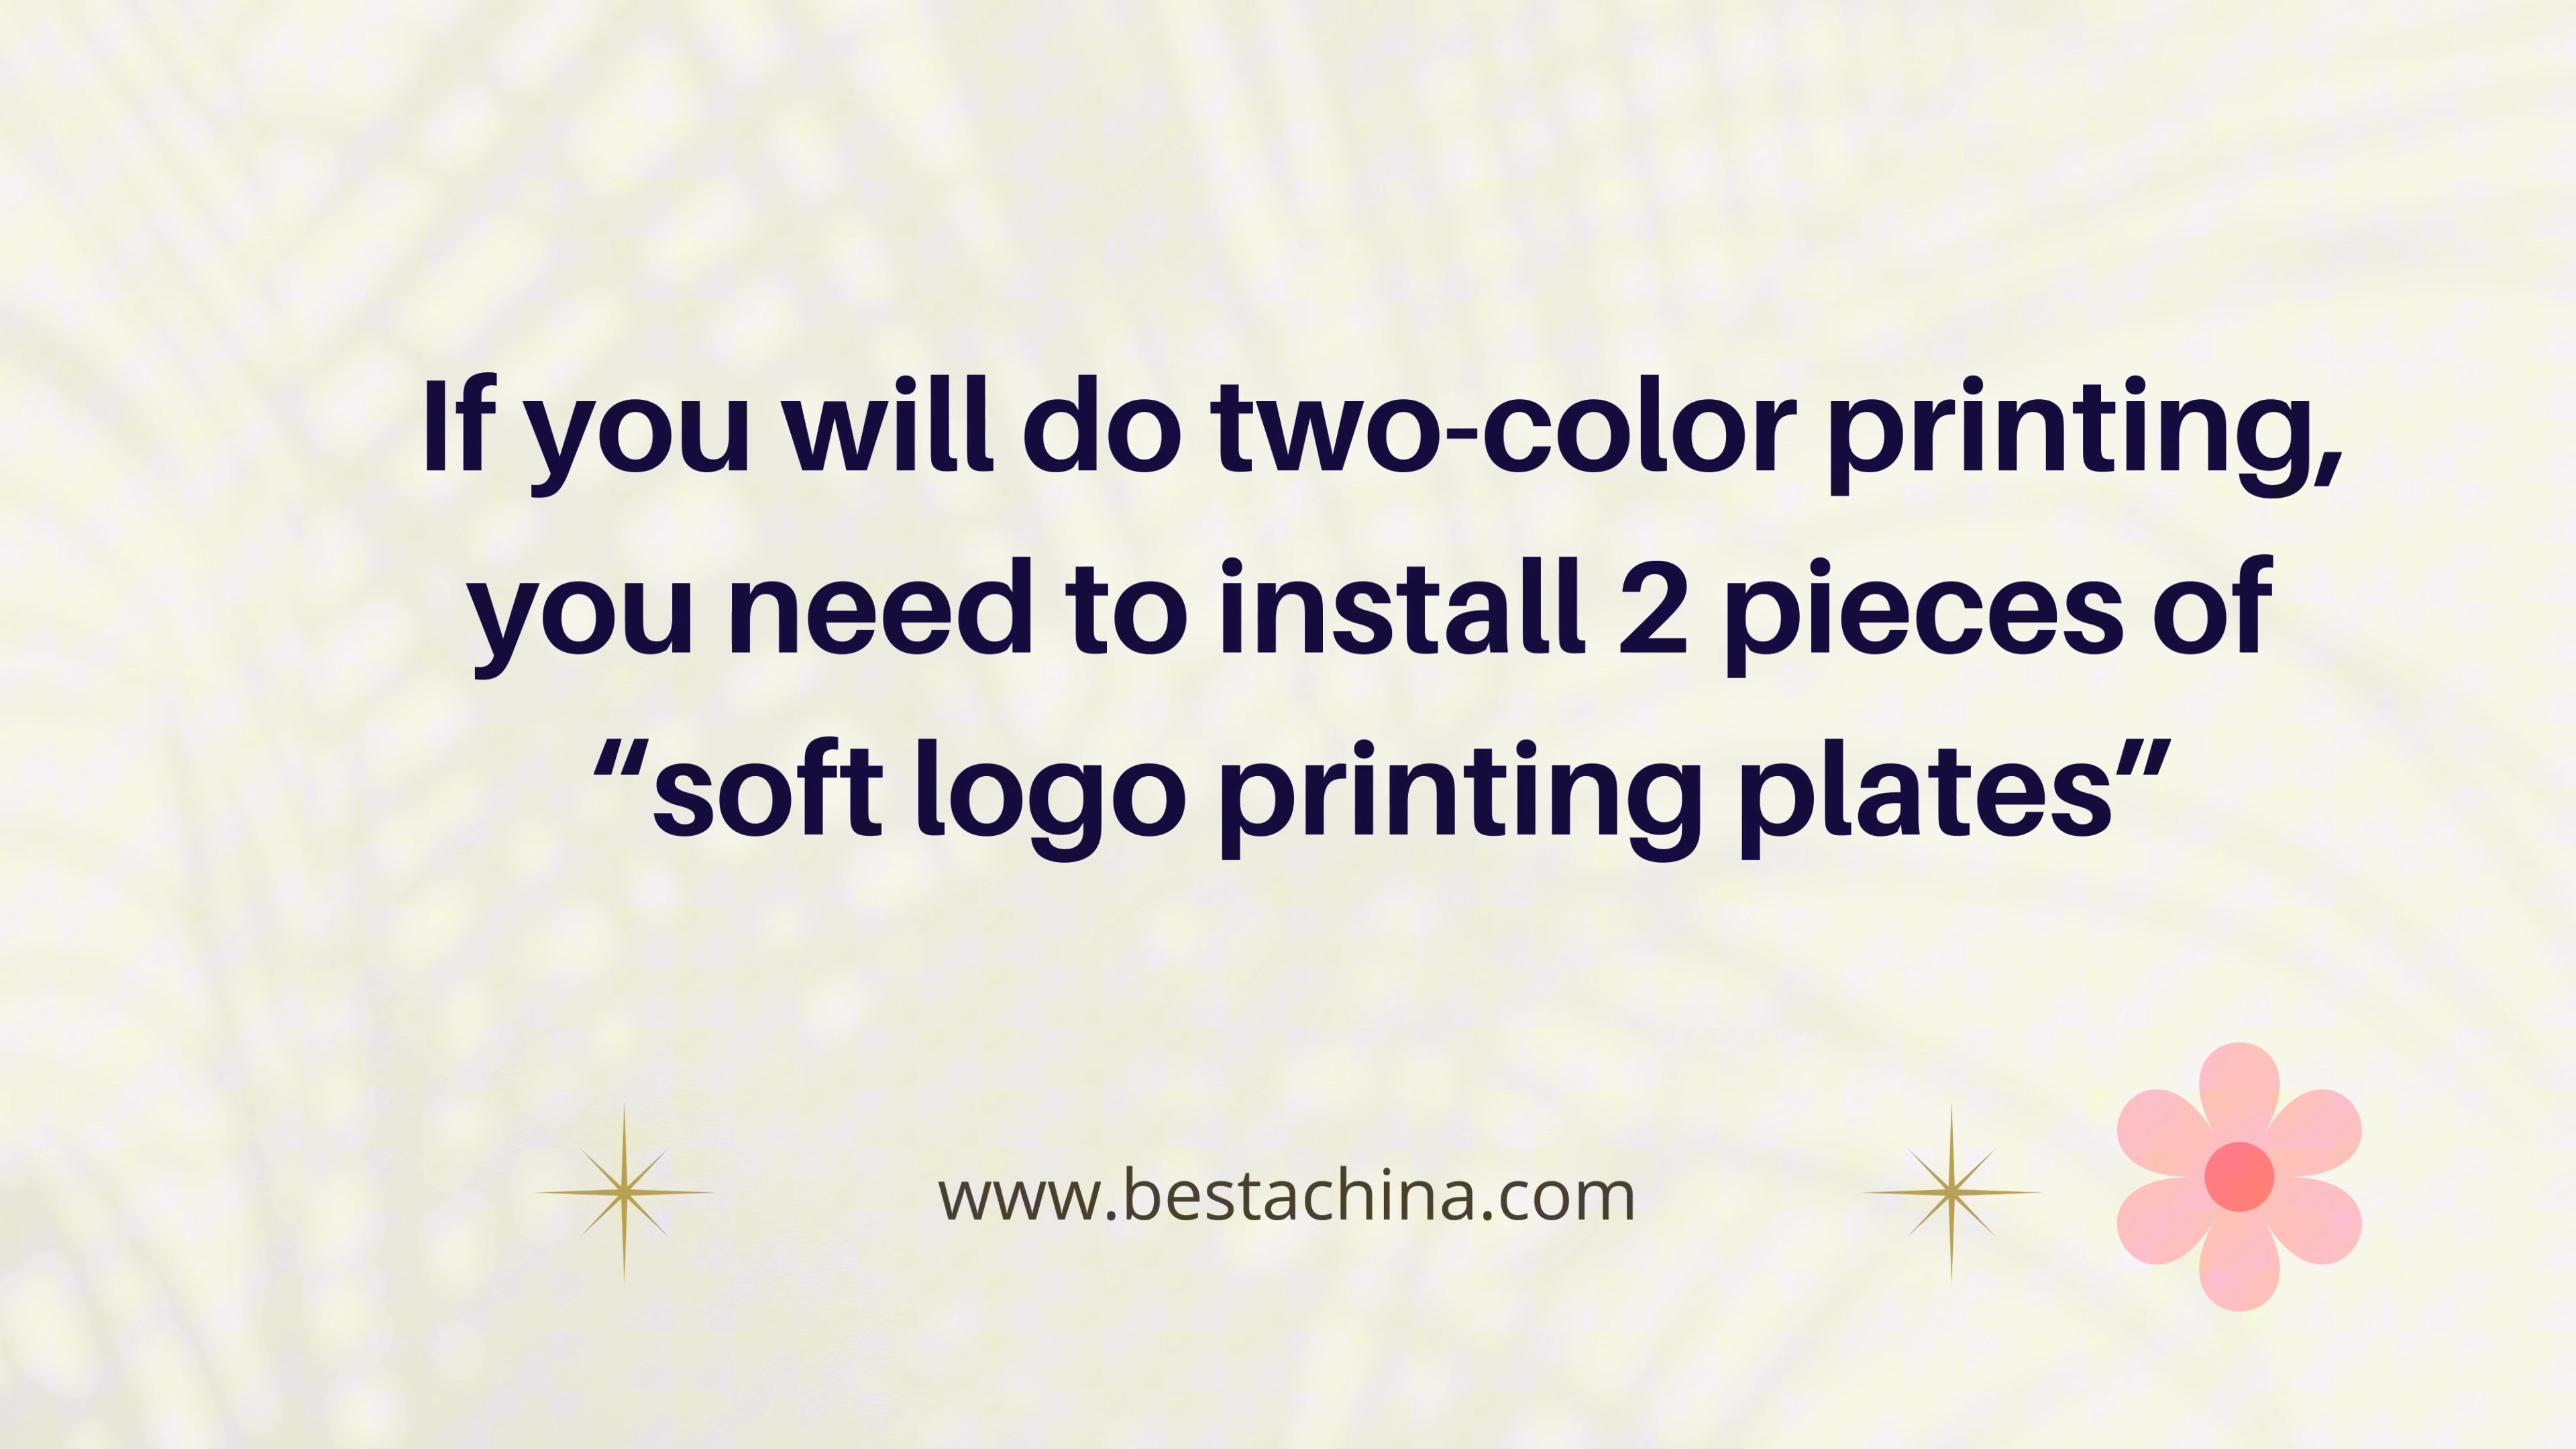 If you will do two-color printing,
you need to install 2 pieces of
“soft logo printing plates”
www.bestachina.com